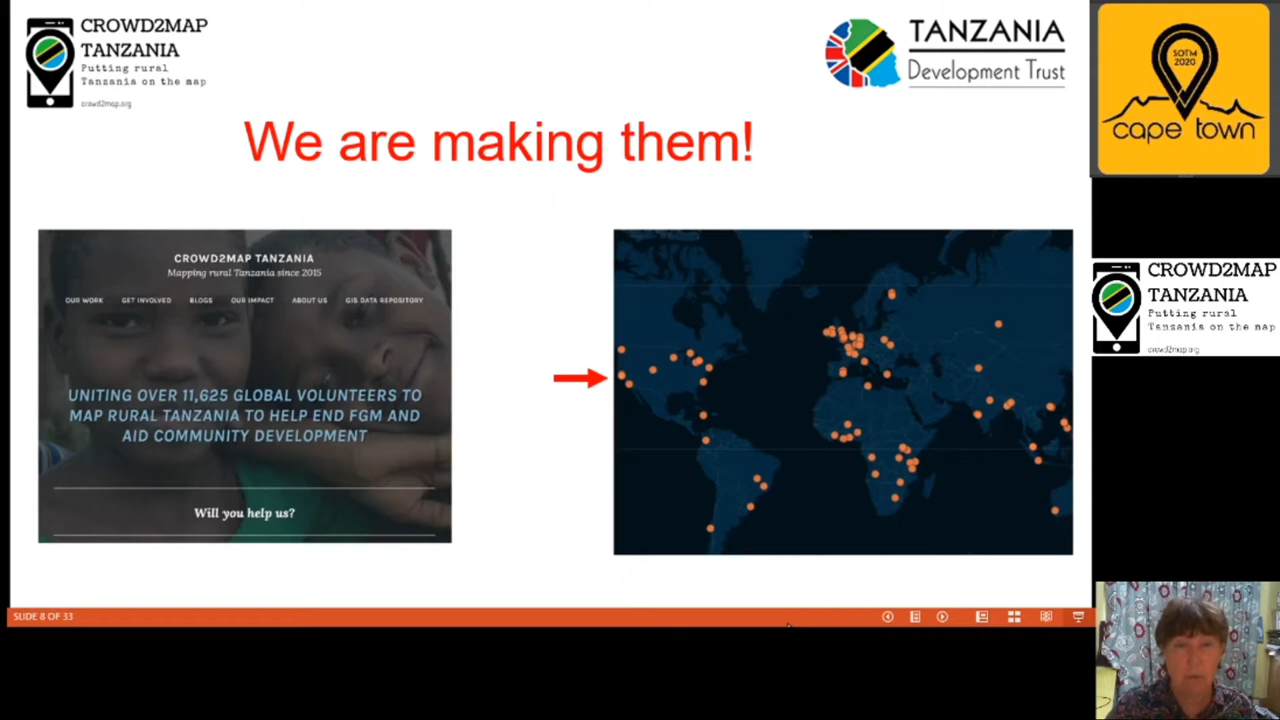 CROWD2MAP
TANZANIA
Putting rural
Tanzania on the map
crowd2map.org
TANZANIA
Development Trust
SOTM
2020
cape town
We are making them!
CROWD2MAP TANZANIA
Mapping rural Tanzania since 2015
OUR WORK GET INVOLVED BLOGS OUR IMPACT ABOUT US GIS DATA REPOSITORY
UNITING OVER 11,625 GLOBAL VOLUNTEERS TO
MAP RURAL TANZANIA TO HELP END FGM AND
AID COMMUNITY DEVELOPMENT
Will you help us?
CROWD2MAP
TANZANIA
Putting rural
Tanzania on the map
crowd2map.org
SLIDE 8 OF 33